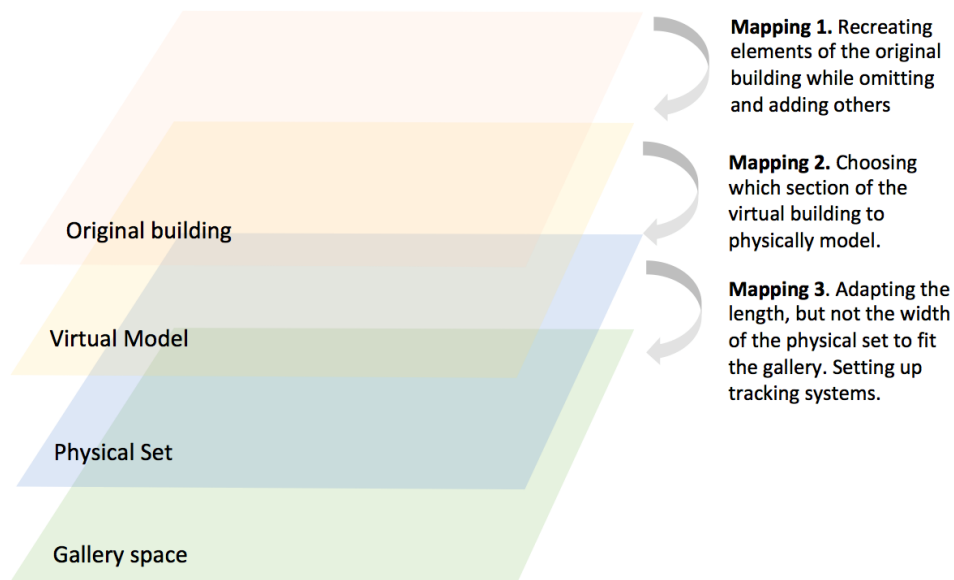 Mapping 1. Recreating
elements of the original
building while omitting
and adding others
Mapping 2. Choosing
which section of the
virtual building to
physically model.
Original building
Mapping 3. Adapting the
length, but not the width
of the physical set to fit
the gallery. Setting up
tracking systems.
Virtual Model
Physical Set
Gallery space